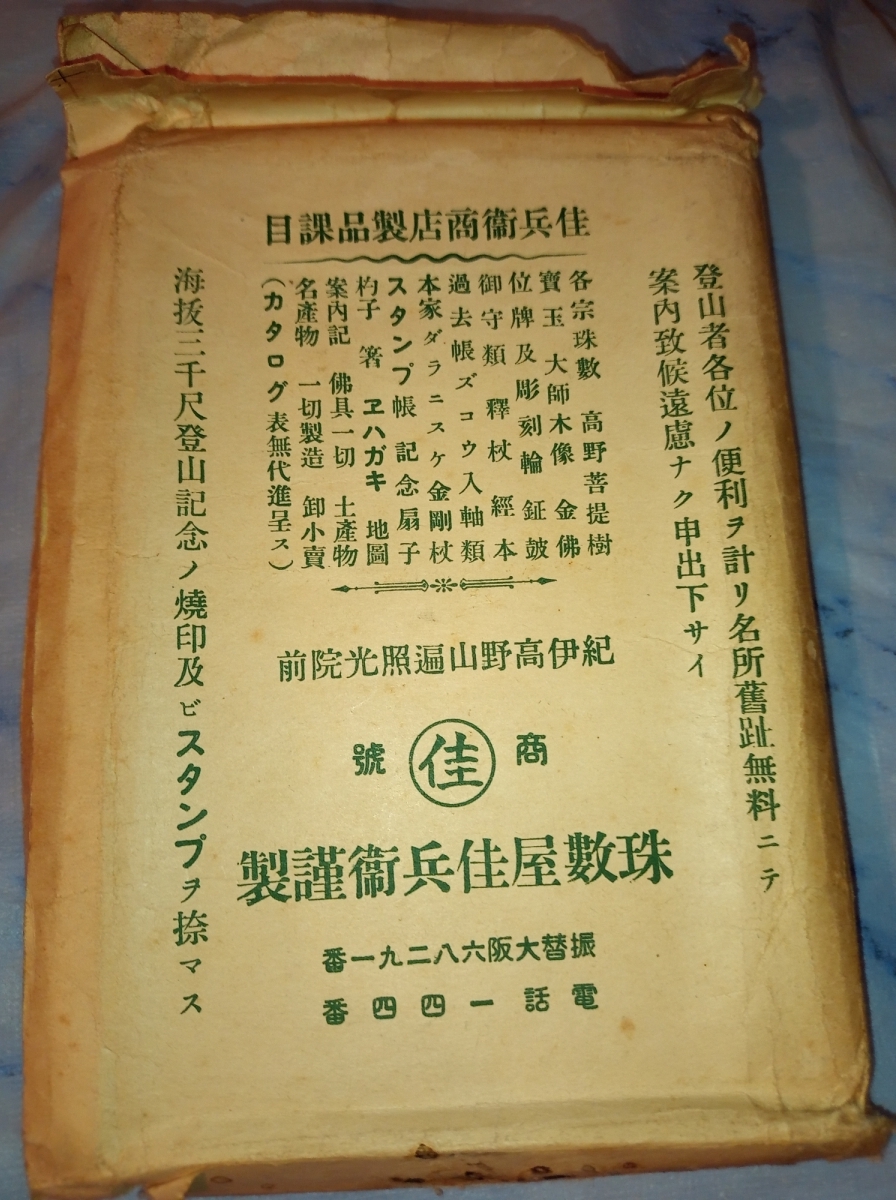 登山者各位ノ便利ヲ計リ名所舊趾無料ニテ
案内致候遠慮ナク申出下サイ
佳兵衞商店製品課目
各宗珠數 高野菩提樹
寶玉大師木像 金佛
位牌及彫刻輪 鉦皷
御守類 釋杖 經本
過去帳ズコウ入軸類
本家ダラニスケ金剛杖
スタンプ帳 記念扇子
杓子 箸 ヱハガキ 地圖
案内記 佛具一切 土產物
名產物 一切製造 卸小賣
(カタログ表無代進呈ス)
紀伊高野山遍照光院前
商佳號
珠數屋佳兵衞謹製
振替大阪六八二九一番
電話一四四番
海拔三千尺登山記念ノ燒印及ビスタンプヲ捺マス